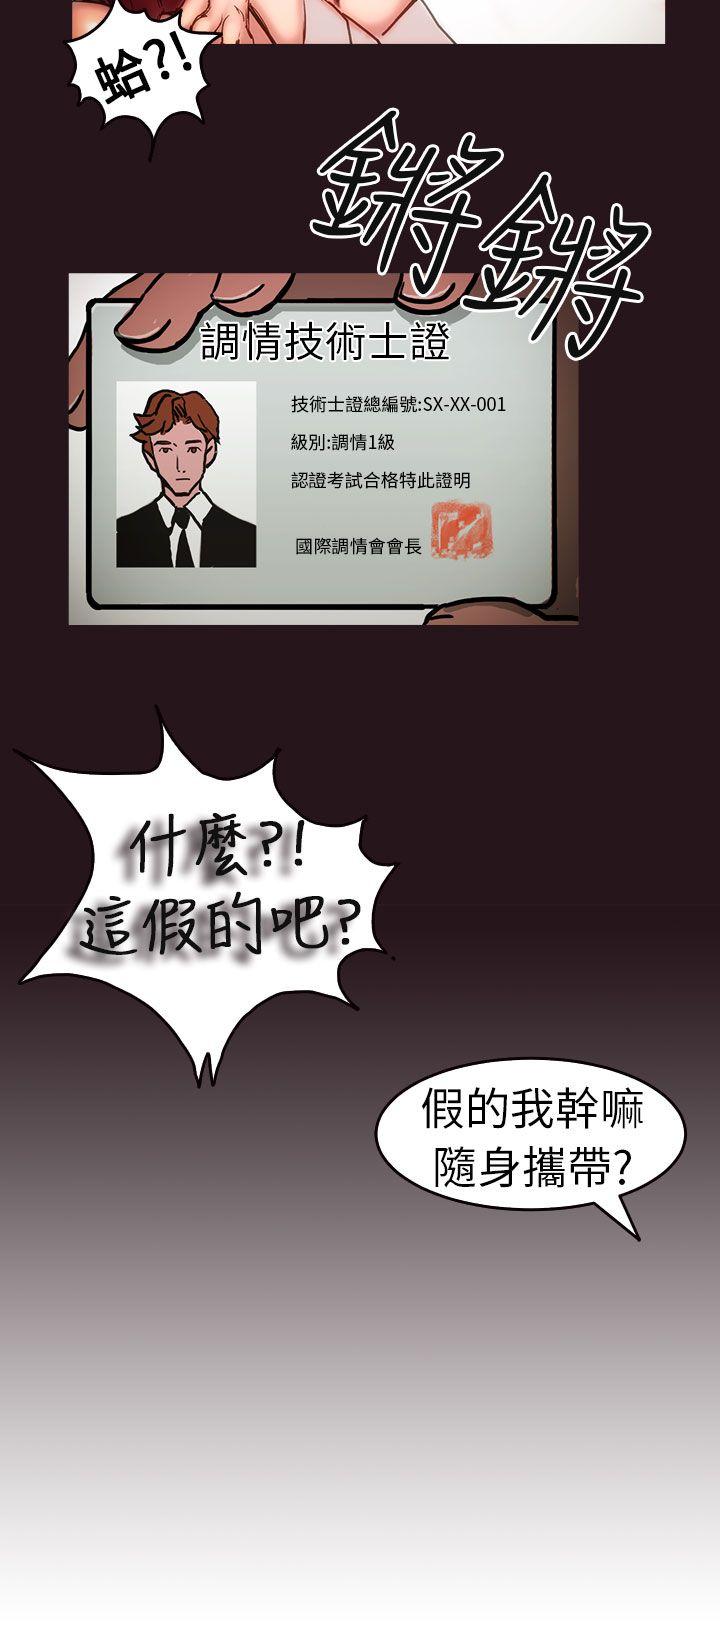 蛤?!
鏘鏘
調情技術士證
技術士證總編號:SX-XX-001
級別:調情1級
認證考試合格特此證明
國際調情會會長
什麼?!
這假的吧?
假的我幹嘛
隨身攜帶?